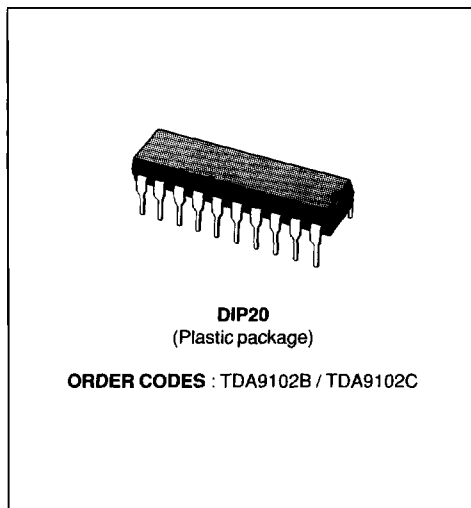 DIP20
(Plastic package)
ORDER CODES : TDA9102B / TDA9102C